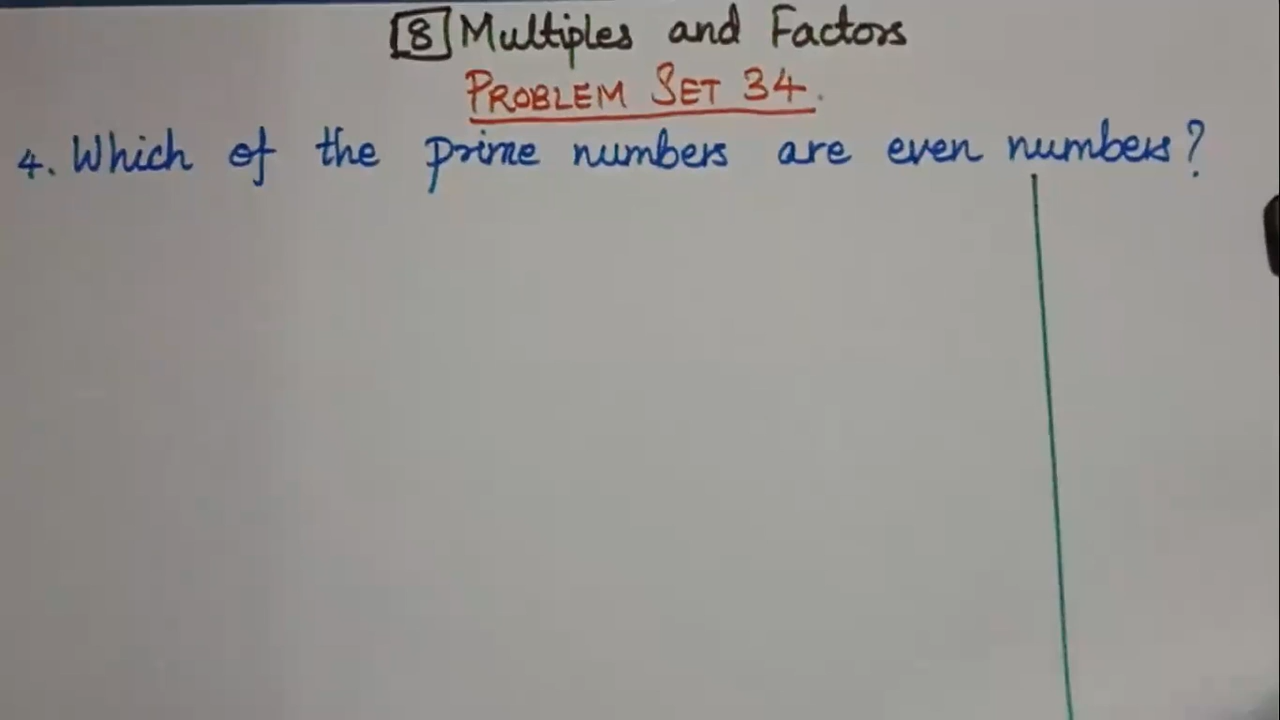 8 Multiples and Factors
PROBLEM SET 34.
4. Which of the prime numbers are even numbers?